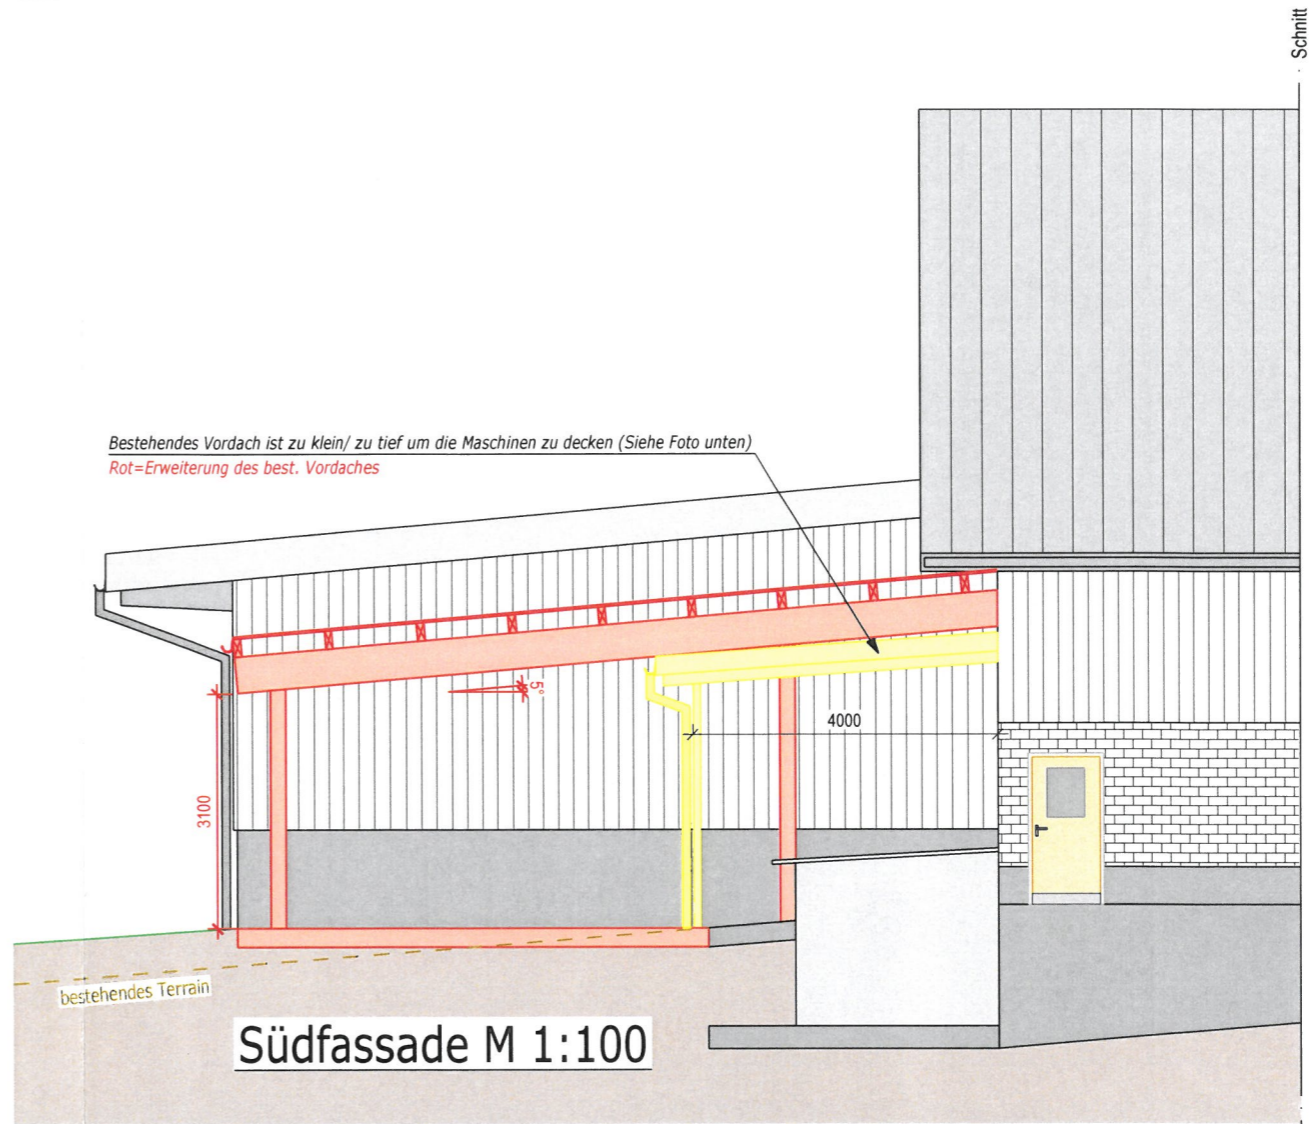 Schnitt
Bestehendes Vordach ist zu klein/ zu tief um die Maschinen zu decken (Siehe Foto unten)
Rot=Erweiterung des best. Vordaches
5°
4000
3100
bestehendes Terrain
Südfassade M 1:100